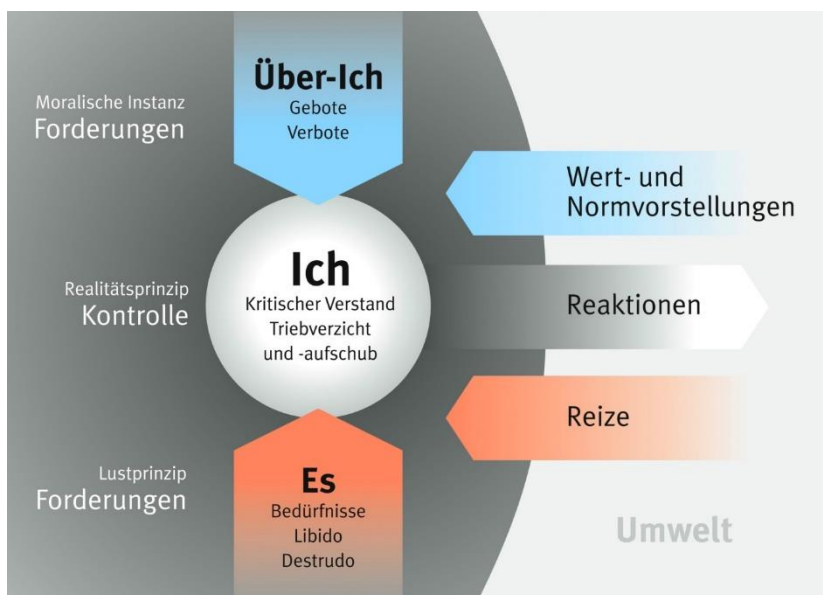 Über-Ich
Gebote
Verbote
Moralische Instanz
Forderungen
Wert- und
Normvorstellungen
Ich
Kritischer Verstand
Triebverzicht
und -aufschub
Realitätsprinzip
Kontrolle
Reaktionen
Reize
Es
Bedürfnisse
Libido
Destrudo
Lustprinzip
Forderungen
Umwelt